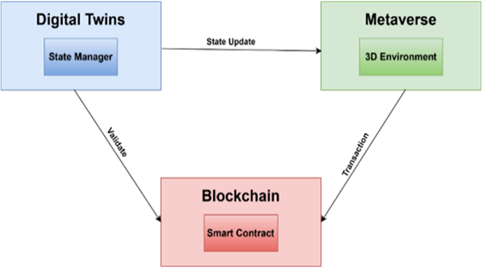 Digital Twins
Metaverse
State Manager
State Update
3D Environment
Validate
Transaction
Blockchain
Smart Contract